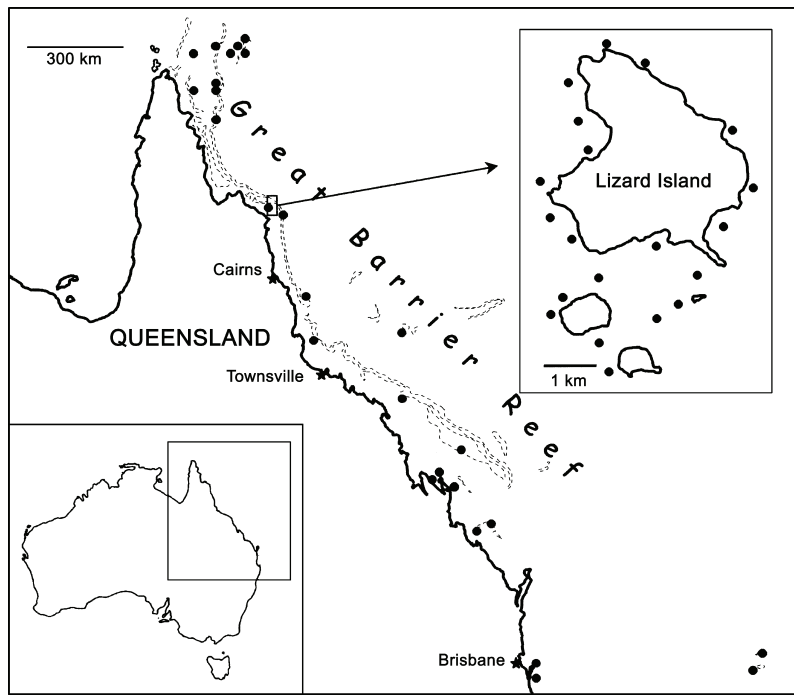 300 km
Great Barrier Reef
Lizard Island
Cairns
QUEENSLAND
1 km
Townsville
Brisbane